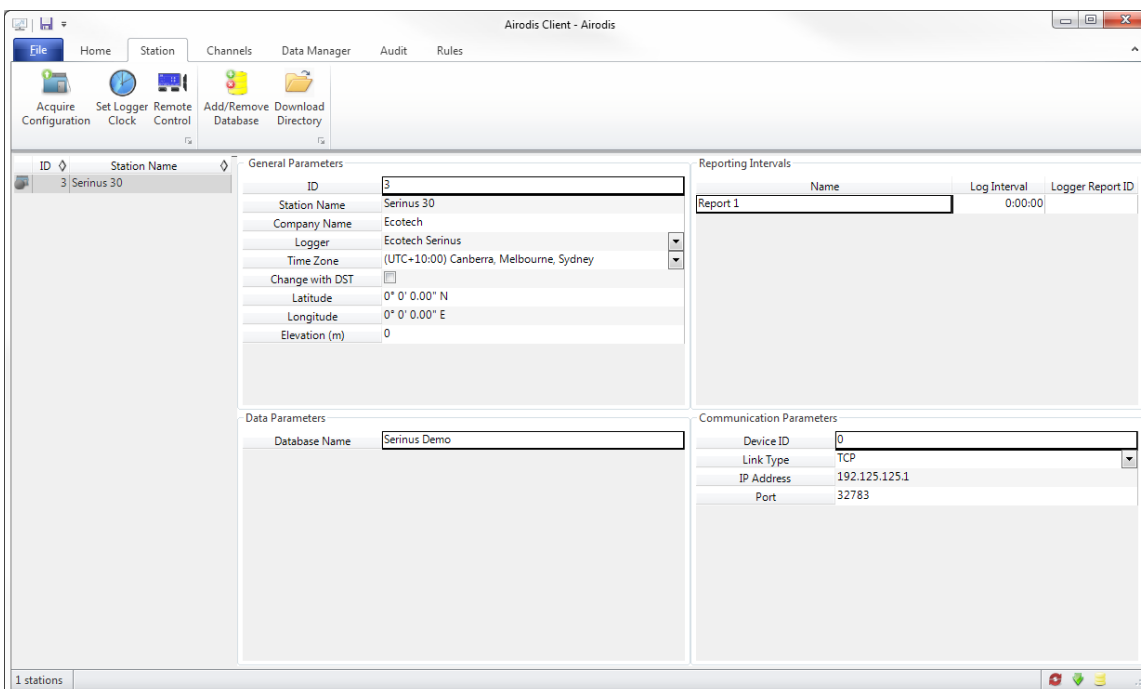 Airodis Client - Airodis
File Home Station Channels Data Manager Audit Rules
Acquire Configuration
Set Logger Clock
Remote Control
Add/Remove Database
Download Directory
ID Station Name
3 Serinus 30
General Parameters
ID 3
Station Name Serinus 30
Company Name Ecotech
Logger Ecotech Serinus
Time Zone (UTC+10:00) Canberra, Melbourne, Sydney
Change with DST
Latitude 0° 0' 0.00" N
Longitude 0° 0' 0.00" E
Elevation (m) 0
Reporting Intervals
Name Log Interval Logger Report ID
Report 1 0:00:00
Data Parameters
Database Name Serinus Demo
Communication Parameters
Device ID 0
Link Type TCP
IP Address 192.125.125.1
Port 32783
1 stations